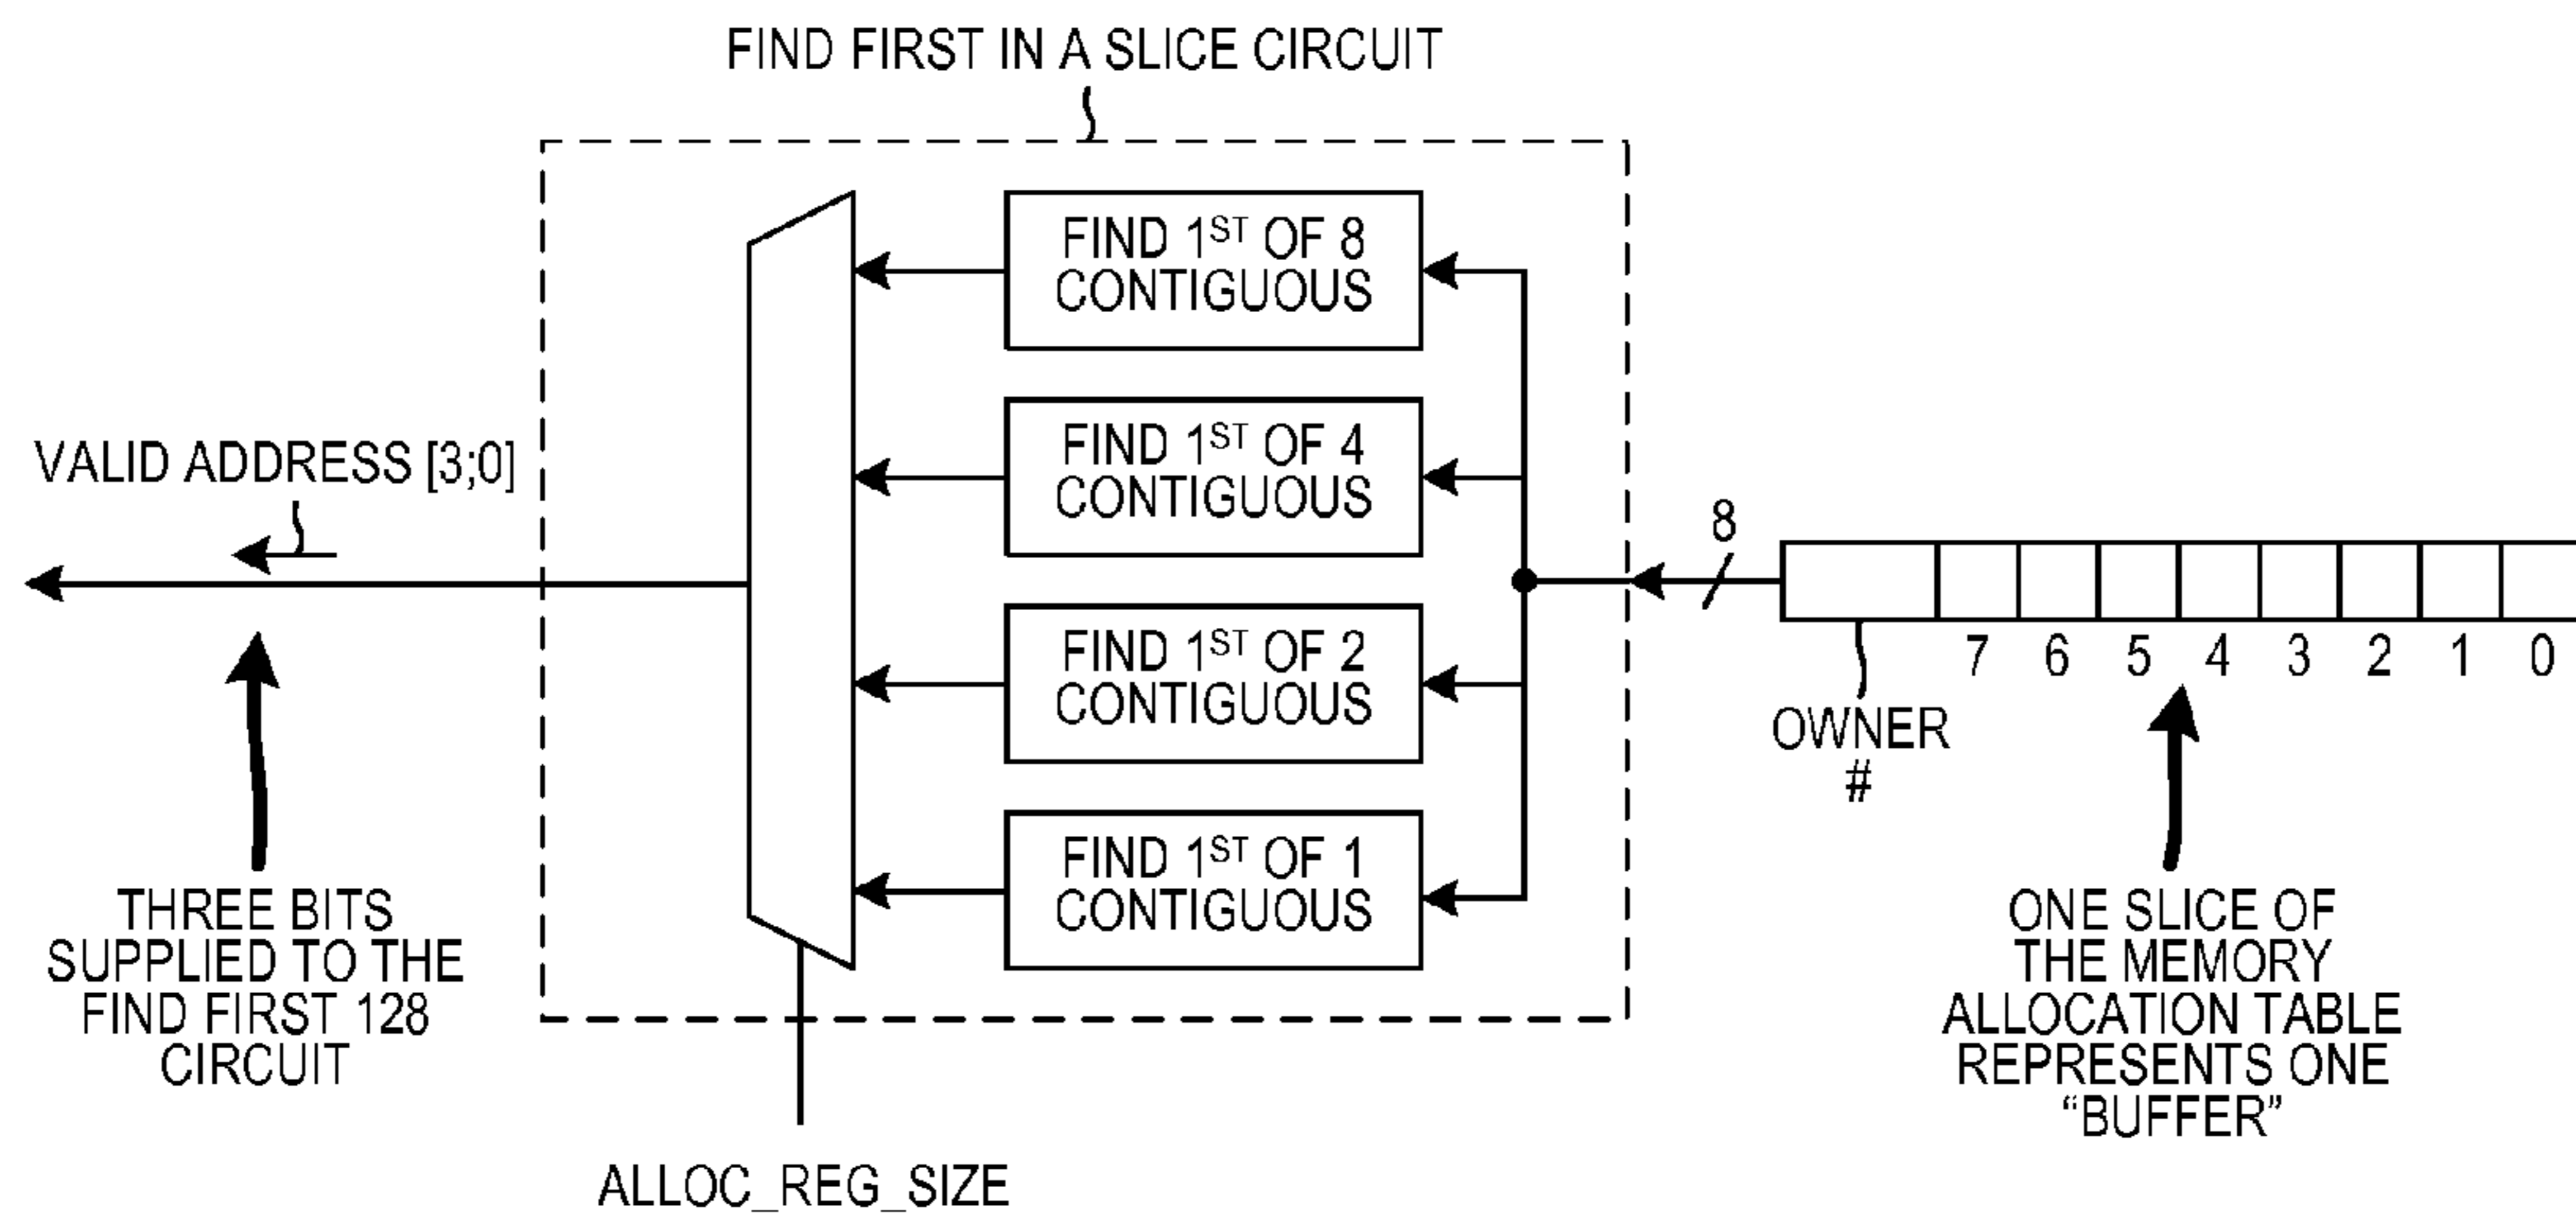 FIND FIRST IN A SLICE CIRCUIT
FIND 1ST OF 8
CONTIGUOUS
FIND 1ST OF 4
CONTIGUOUS
VALID ADDRESS [3;0]
8
FIND 1ST OF 2
CONTIGUOUS
7 6 5 4 3 2 1 0
OWNER
#
FIND 1ST OF 1
CONTIGUOUS
THREE BITS
SUPPLIED TO THE
FIND FIRST 128
CIRCUIT
ONE SLICE OF
THE MEMORY
ALLOCATION TABLE
REPRESENTS ONE
“BUFFER”
ALLOC_REG_SIZE